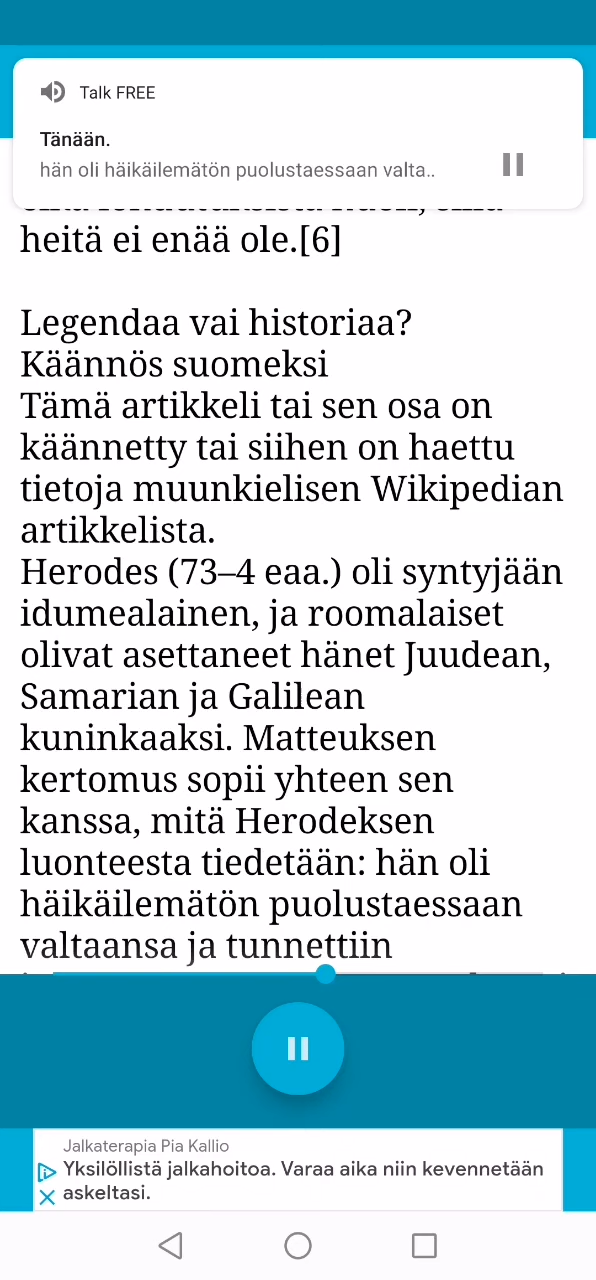 Talk FREE
Tänään.
hän oli häikäilemätön puolustaessaan valta..
heitä ei enää ole.[6]
Legendaa vai historiaa?
Käännös suomeksi
Tämä artikkeli tai sen osa on
käännetty tai siihen on haettu
tietoja muunkielisen Wikipedian
artikkelista.
Herodes (73–4 eaa.) oli syntyjään
idumealainen, ja roomalaiset
olivat asettaneet hänet Juudean,
Samarian ja Galilean
kuninkaaksi. Matteuksen
kertomus sopii yhteen sen
kanssa, mitä Herodeksen
luonteesta tiedetään: hän oli
häikäilemätön puolustaessaan
valtaansa ja tunnettiin
Jalkaterapia Pia Kallio
Yksilöllistä jalkahoitoa. Varaa aika niin kevennetään
askeltasi.